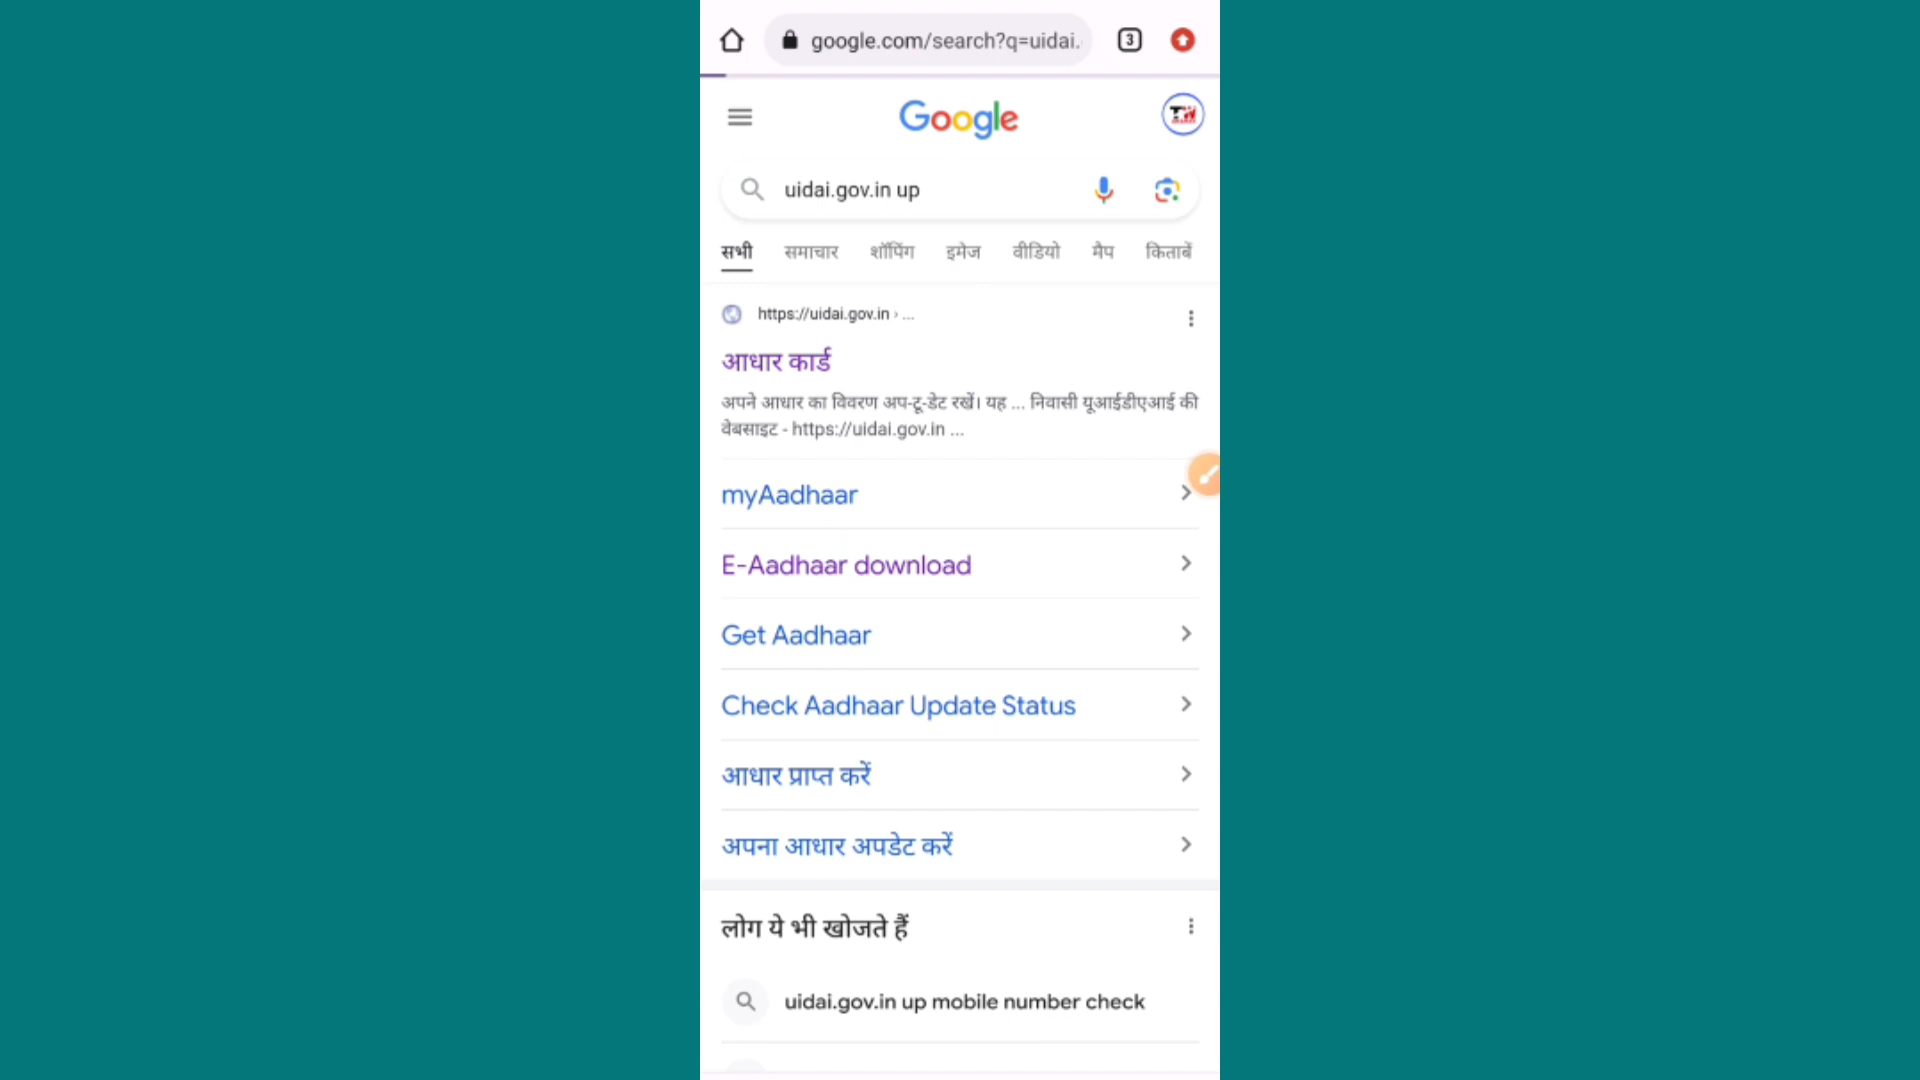 google.com/search?q=uidai.
3
Google
TW
uidai.gov.in up
सभी समाचार शॉपिंग इमेज वीडियो मैप किताबें
https://uidai.gov.in › ...
आधार कार्ड
अपने आधार का विवरण अप-टू-डेट रखें। यह ... निवासी यूआईडीएआई की
वेबसाइट - https://uidai.gov.in ...
myAadhaar
E-Aadhaar download
Get Aadhaar
Check Aadhaar Update Status
आधार प्राप्त करें
अपना आधार अपडेट करें
लोग ये भी खोजते हैं
uidai.gov.in up mobile number check